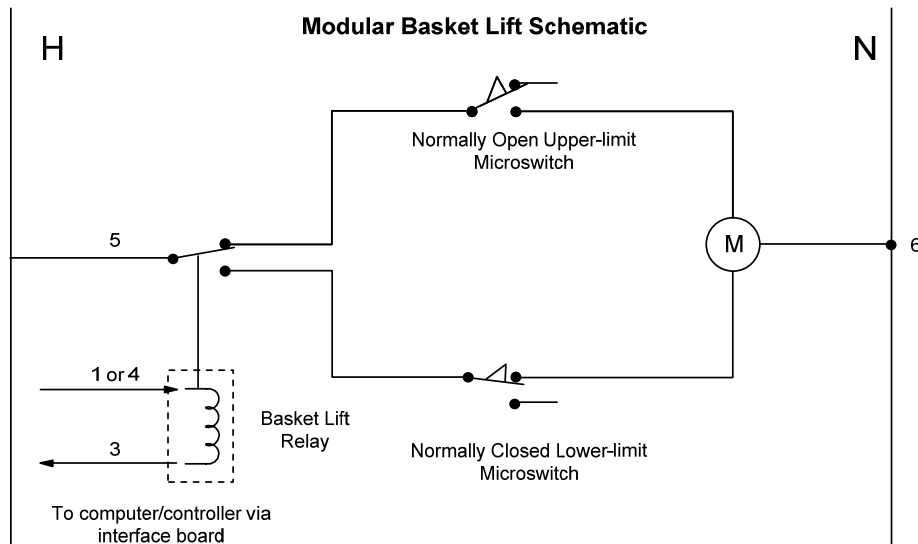 Modular Basket Lift Schematic
H
N
Normally Open Upper-limit
Microswitch
5
M
6
1 or 4
3
Basket Lift
Relay
Normally Closed Lower-limit
Microswitch
To computer/controller via
interface board